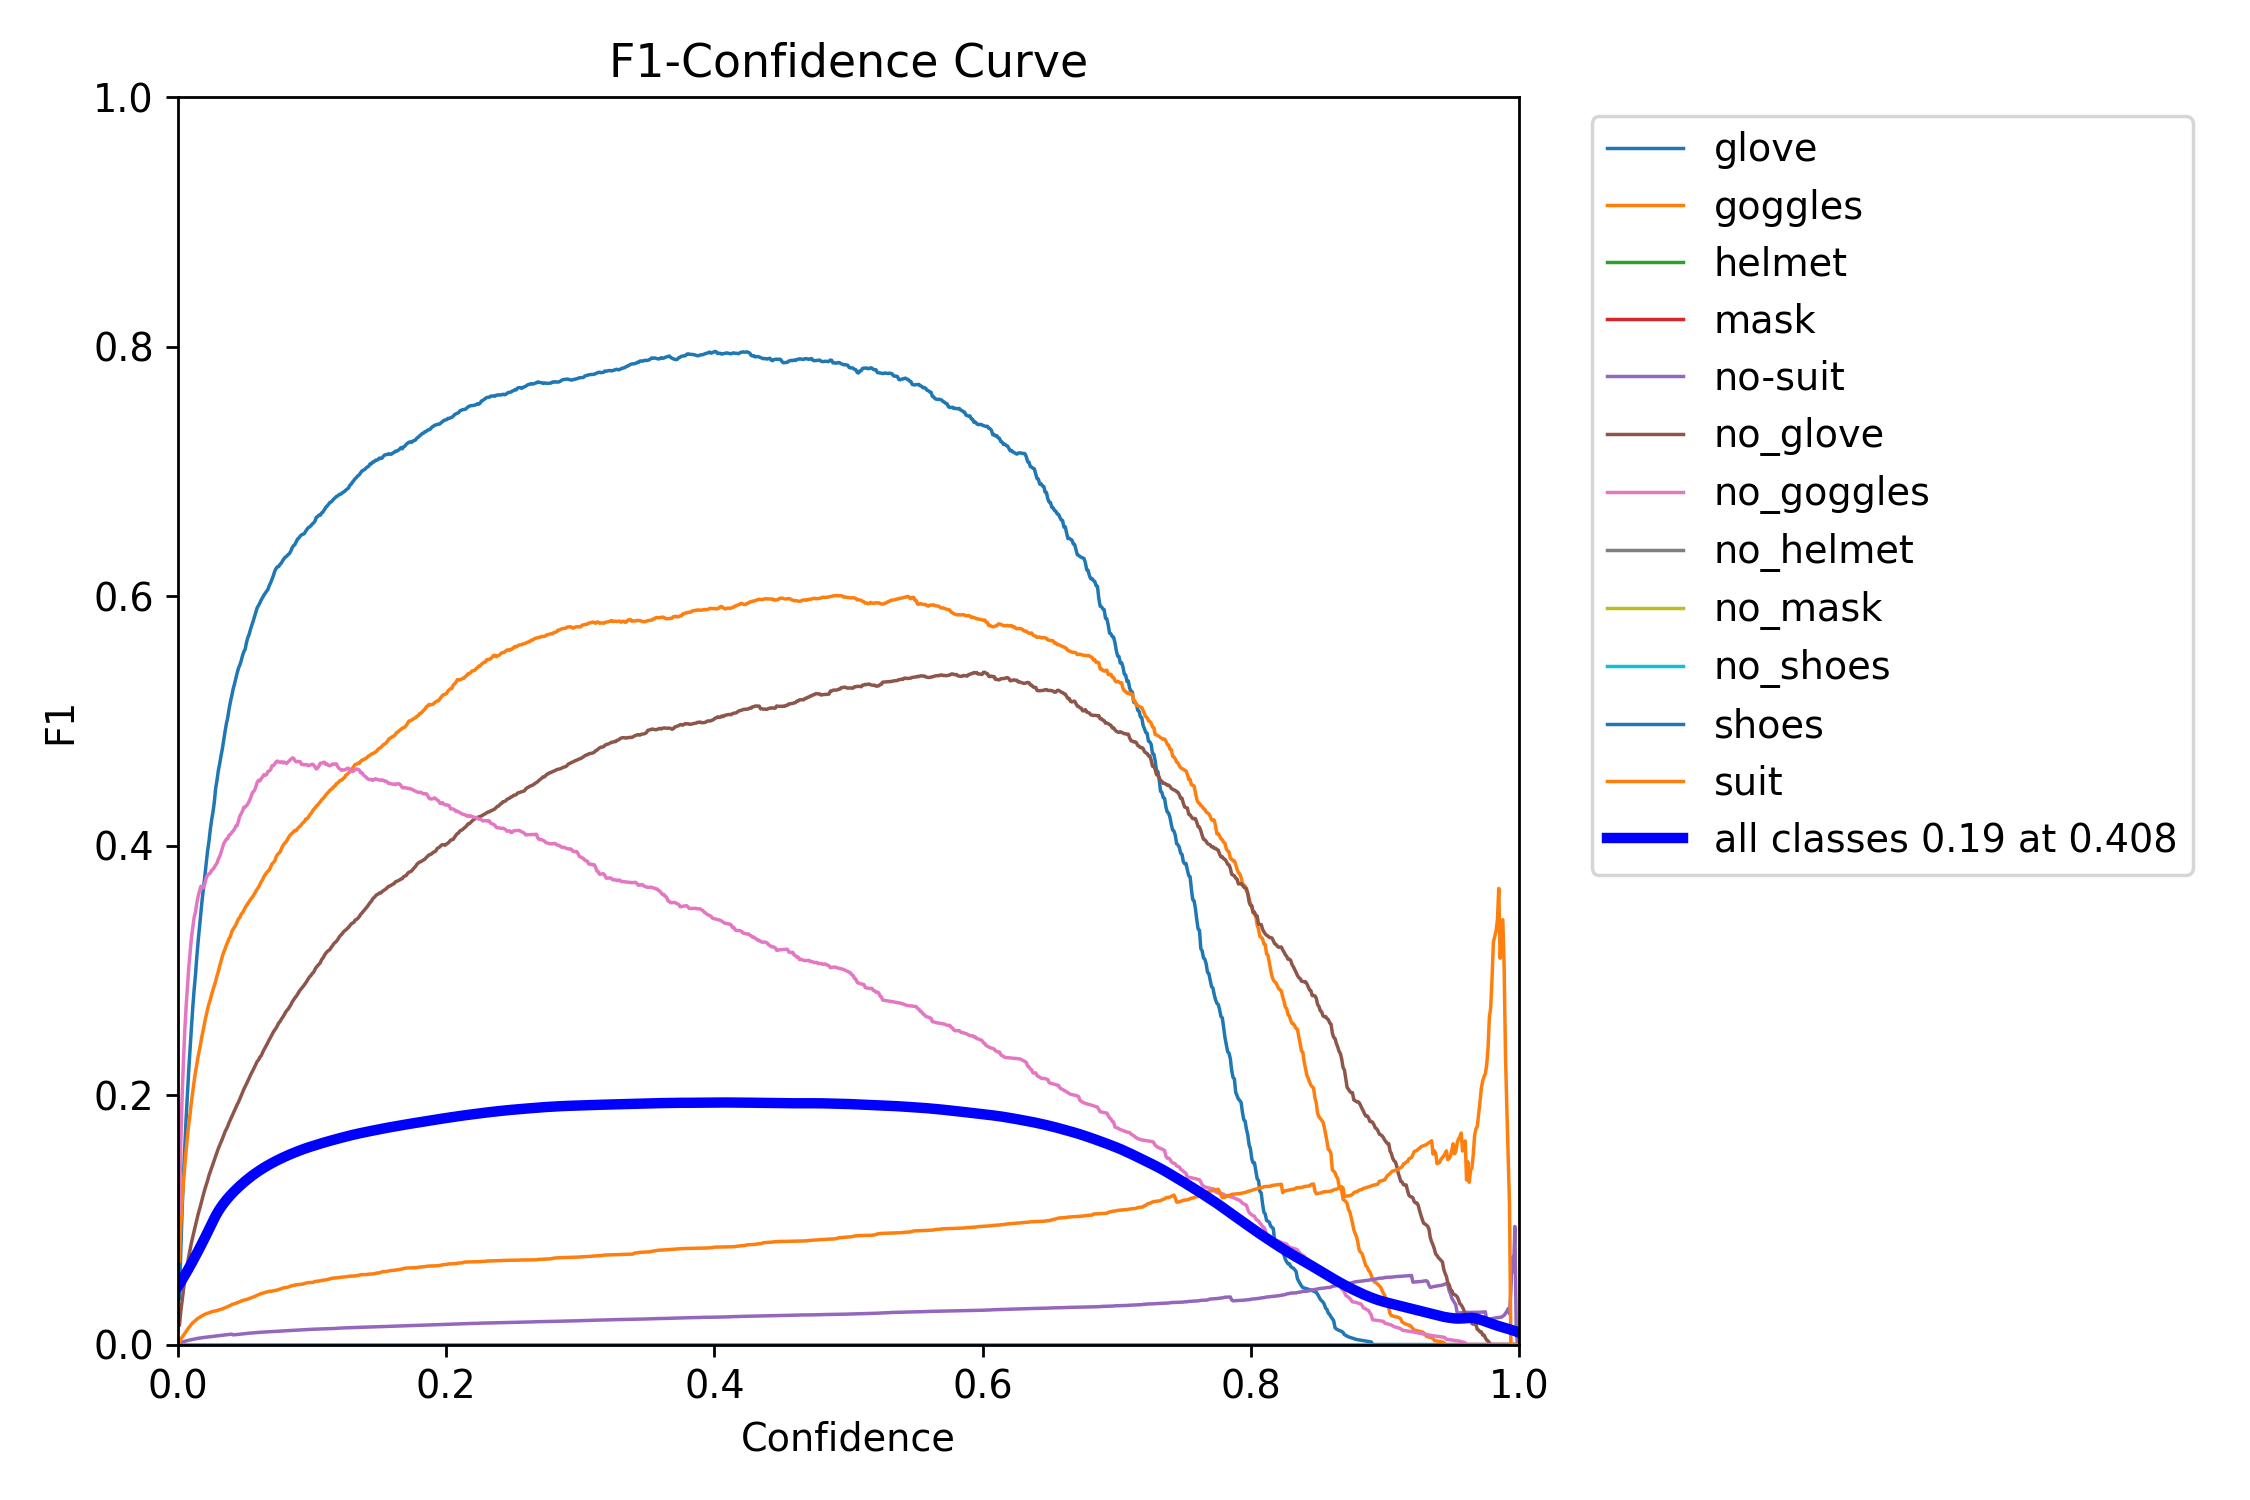 F1-Confidence Curve
1.0
0.8
0.6
0.4
0.2
0.0
F1
0.0 0.2 0.4 0.6 0.8 1.0
Confidence
glove
goggles
helmet
mask
no-suit
no_glove
no_goggles
no_helmet
no_mask
no_shoes
shoes
suit
all classes 0.19 at 0.408